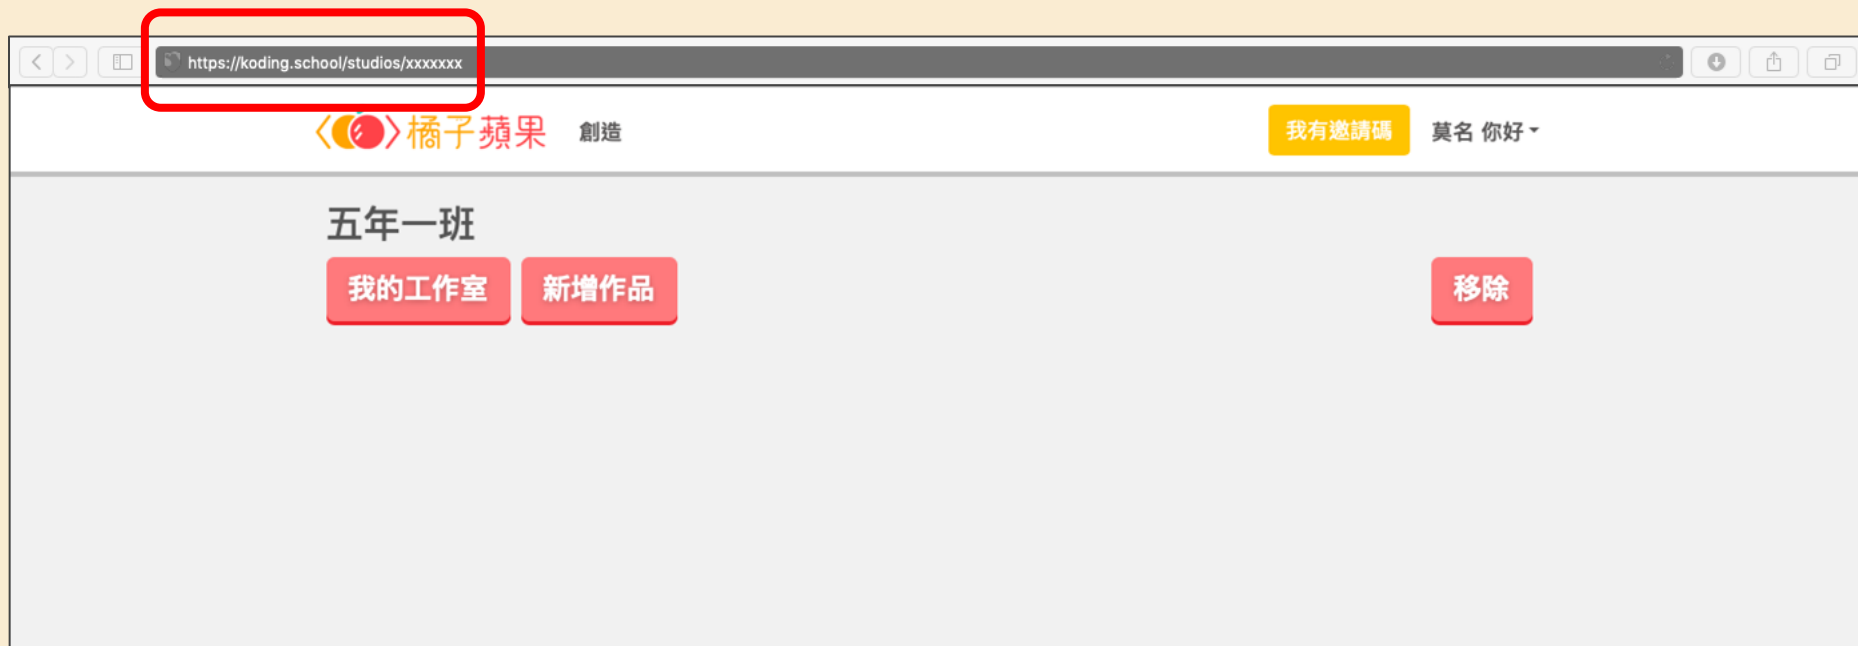 https://koding.school/studios/xxxxxxx
橘子蘋果 創造 我有邀請碼 莫名 你好
五年一班
我的工作室 新增作品 移除